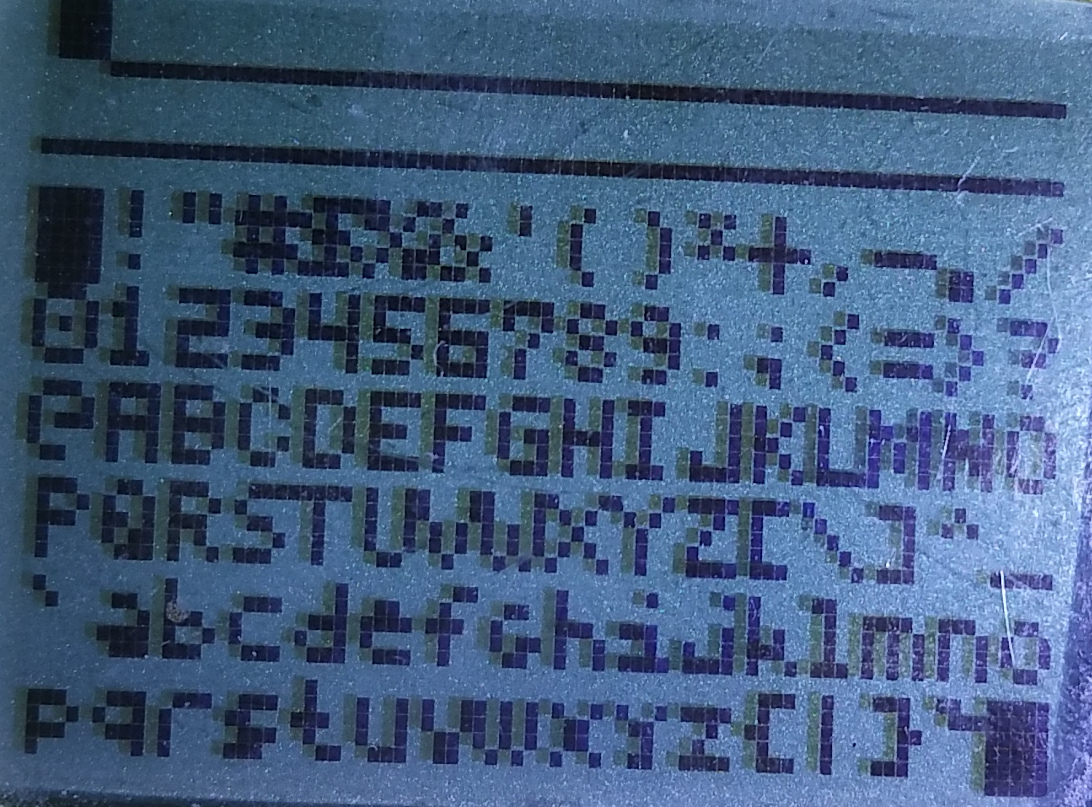 !"#$%&'()*+,-./
0123456789:;<=>?
@ABCDEFGHIJKLMNO
PQRSTUVWXYZ[\]^_
`abcdefghijklmno
pqrstuvwxyz{|}~